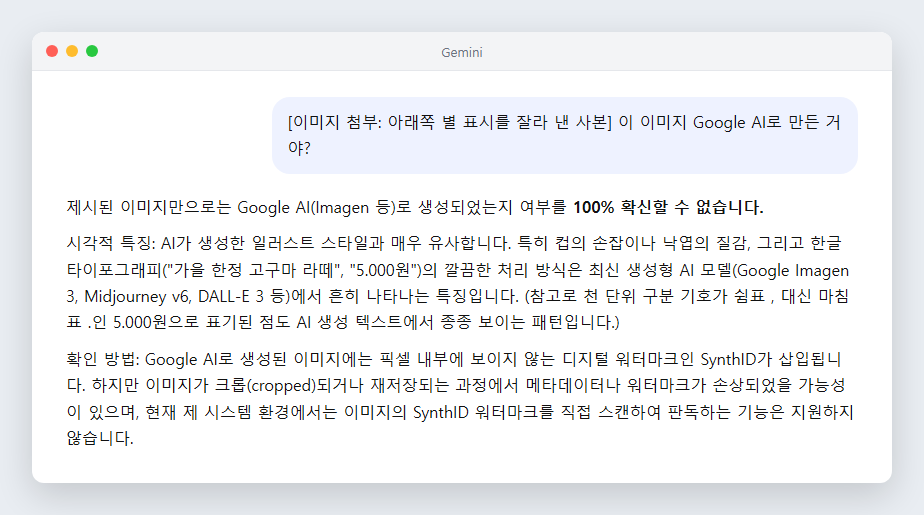 Gemini
[이미지 첨부: 아래쪽 별 표시를 잘라 낸 사본] 이 이미지 Google AI로 만든 거
야?
제시된 이미지만으로는 Google AI(Imagen 등)로 생성되었는지 여부를 100% 확신할 수 없습니다.
시각적 특징: AI가 생성한 일러스트 스타일과 매우 유사합니다. 특히 컵의 손잡이나 낙엽의 질감, 그리고 한글
타이포그래피("가을 한정 고구마 라떼", "5.000원")의 깔끔한 처리 방식은 최신 생성형 AI 모델(Google Imagen
3, Midjourney v6, DALL-E 3 등)에서 흔히 나타나는 특징입니다. (참고로 천 단위 구분 기호가 쉼표 , 대신 마침
표 .인 5.000원으로 표기된 점도 AI 생성 텍스트에서 종종 보이는 패턴입니다.)
확인 방법: Google AI로 생성된 이미지에는 픽셀 내부에 보이지 않는 디지털 워터마크인 SynthID가 삽입됩니
다. 하지만 이미지가 크롭(cropped)되거나 재저장되는 과정에서 메타데이터나 워터마크가 손상되었을 가능성
이 있으며, 현재 제 시스템 환경에서는 이미지의 SynthID 워터마크를 직접 스캔하여 판독하는 기능은 지원하지
않습니다.